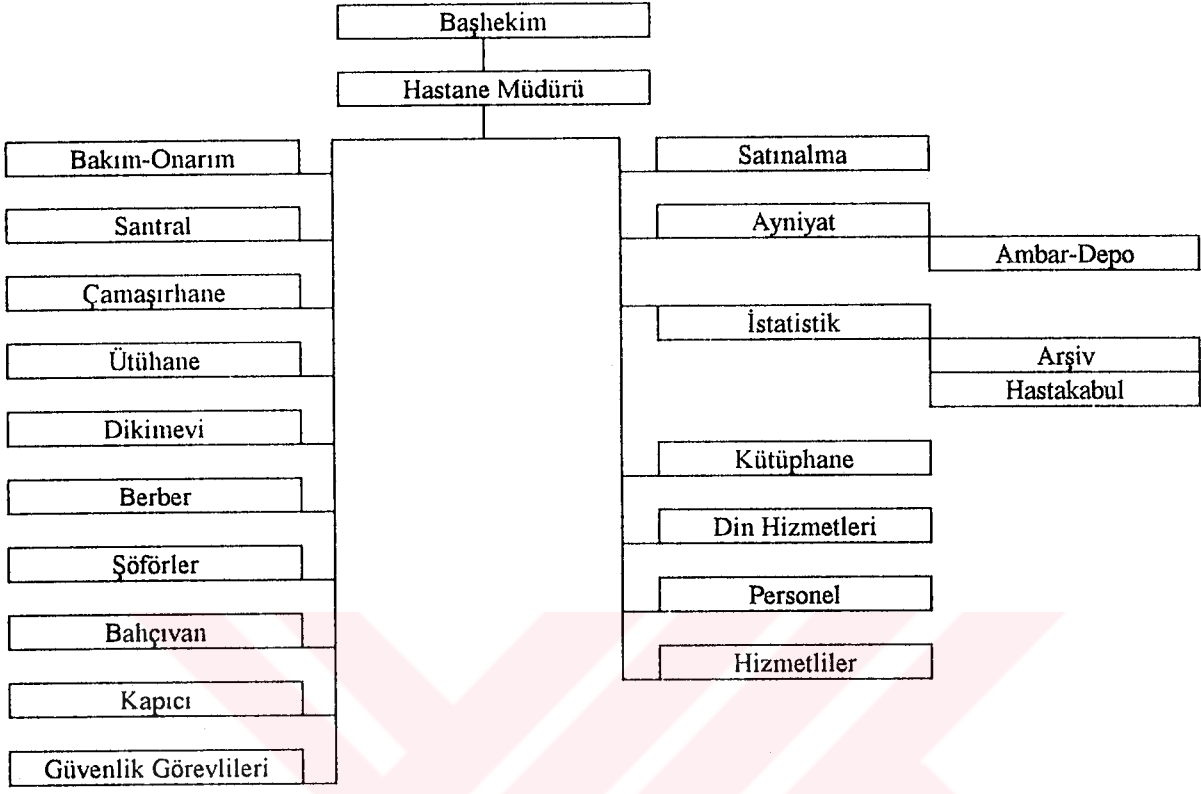 Başhekim
Hastane Müdürü
Bakım-Onarım
Santral
Çamaşırhane
Ütühane
Dikimevi
Berber
Şöförler
Bahçıvan
Kapıcı
Güvenlik Görevlileri
Satınalma
Ayniyat
Ambar-Depo
İstatistik
Arşiv
Hastakabul
Kütüphane
Din Hizmetleri
Personel
Hizmetliler